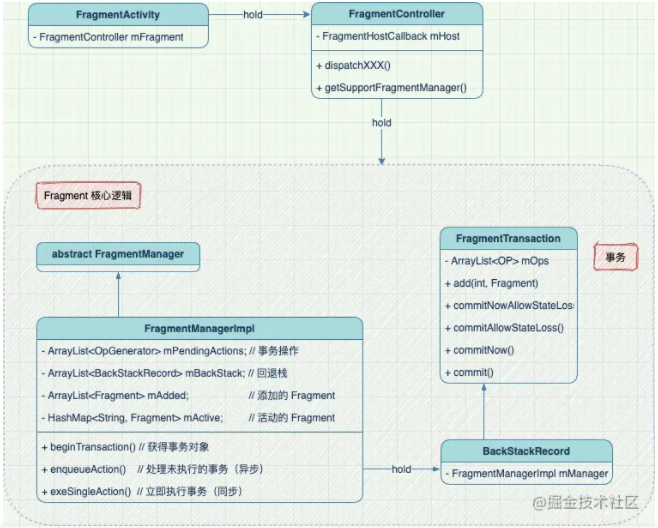 FragmentActivity
- FragmentController mFragment
hold
FragmentController
- FragmentHostCallback mHost
+ dispatchXXX()
+ getSupportFragmentManager()
hold
Fragment 核心逻辑
abstract FragmentManager
FragmentTransaction
- ArrayList<OP> mOps
+ add(int, Fragment)
+ commitNowAllowStateLos
+ commitAllowStateLoss()
+ commitNow()
+ commit()
事务
FragmentManagerImpl
- ArrayList<OpGenerator> mPendingActions; // 事务操作
- ArrayList<BackStackRecord> mBackStack; // 回退栈
- ArrayList<Fragment> mAdded; // 添加的 Fragment
- HashMap<String, Fragment> mActive; // 活动的 Fragment
+ beginTransaction() // 获得事务对象
+ enqueueAction() // 处理未执行的事务（异步）
+ exeSingleAction() // 立即执行事务（同步）
hold
BackStackRecord
- FragmentManagerImpl mManager
@掘金技术社区